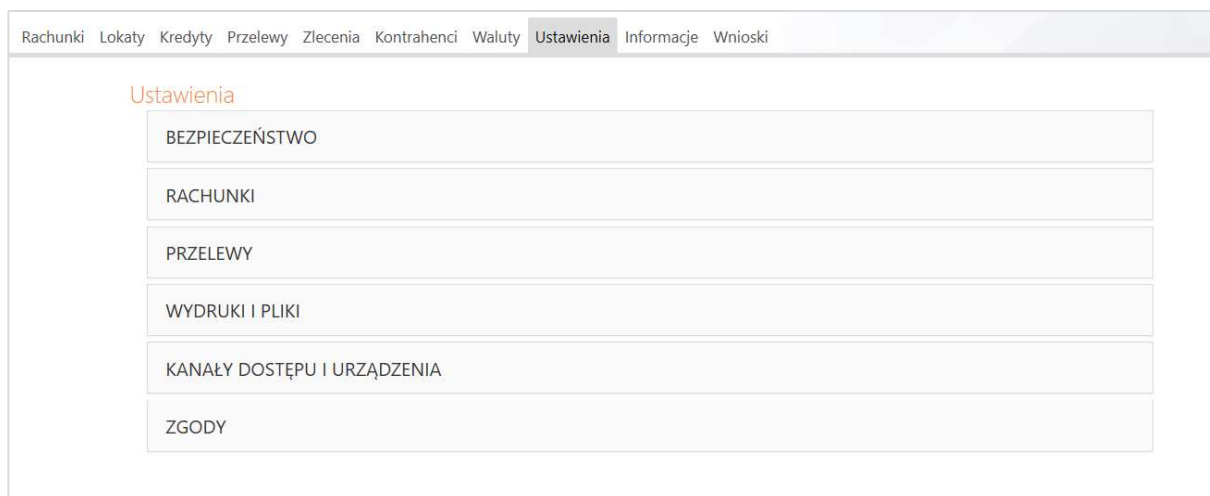 Rachunki Lokaty Kredyty Przelewy Zlecenia Kontrahenci Waluty Ustawienia Informacje Wnioski
Ustawienia
BEZPIECZEŃSTWO
RACHUNKI
PRZELEWY
WYDRUKI I PLIKI
KANAŁY DOSTĘPU I URZĄDZENIA
ZGODY